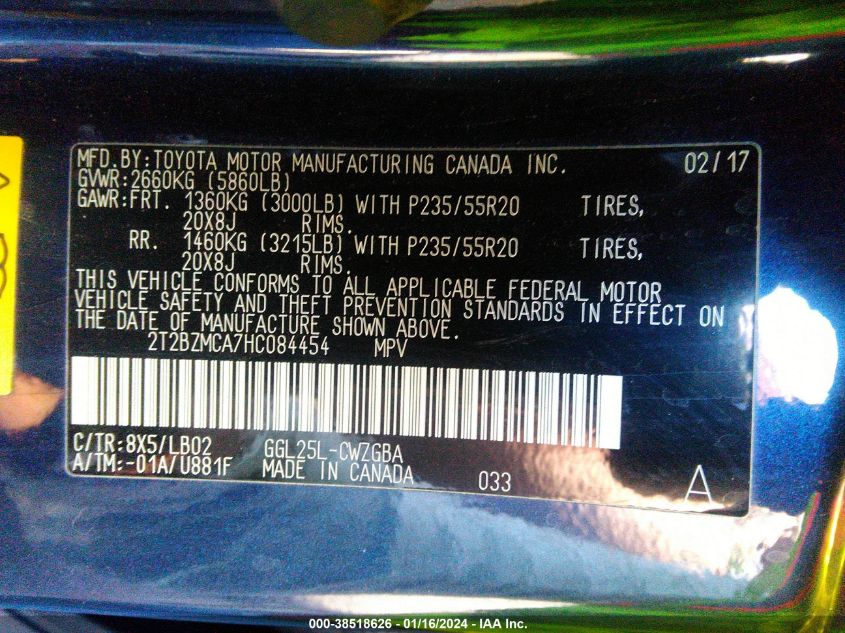 MFD.BY:TOYOTA MOTOR MANUFACTURING CANADA INC. 02/17
GVWR:2660KG (5860LB)
GAWR:FRT. 1360KG (3000LB) WITH P235/55R20 TIRES,
20X8J RIMS.
RR. 1460KG (3215LB) WITH P235/55R20 TIRES,
20X8J RIMS.
THIS VEHICLE CONFORMS TO ALL APPLICABLE FEDERAL MOTOR
VEHICLE SAFETY AND THEFT PREVENTION STANDARDS IN EFFECT ON
THE DATE OF MANUFACTURE SHOWN ABOVE.
2T2BZMCA7HC084454 MPV
C/TR:8X5/LB02 GGL25L-CWZGBA
A/TM:-01A/U881F MADE IN CANADA 033 A
000-38518626 - 01/16/2024 - IAA Inc.